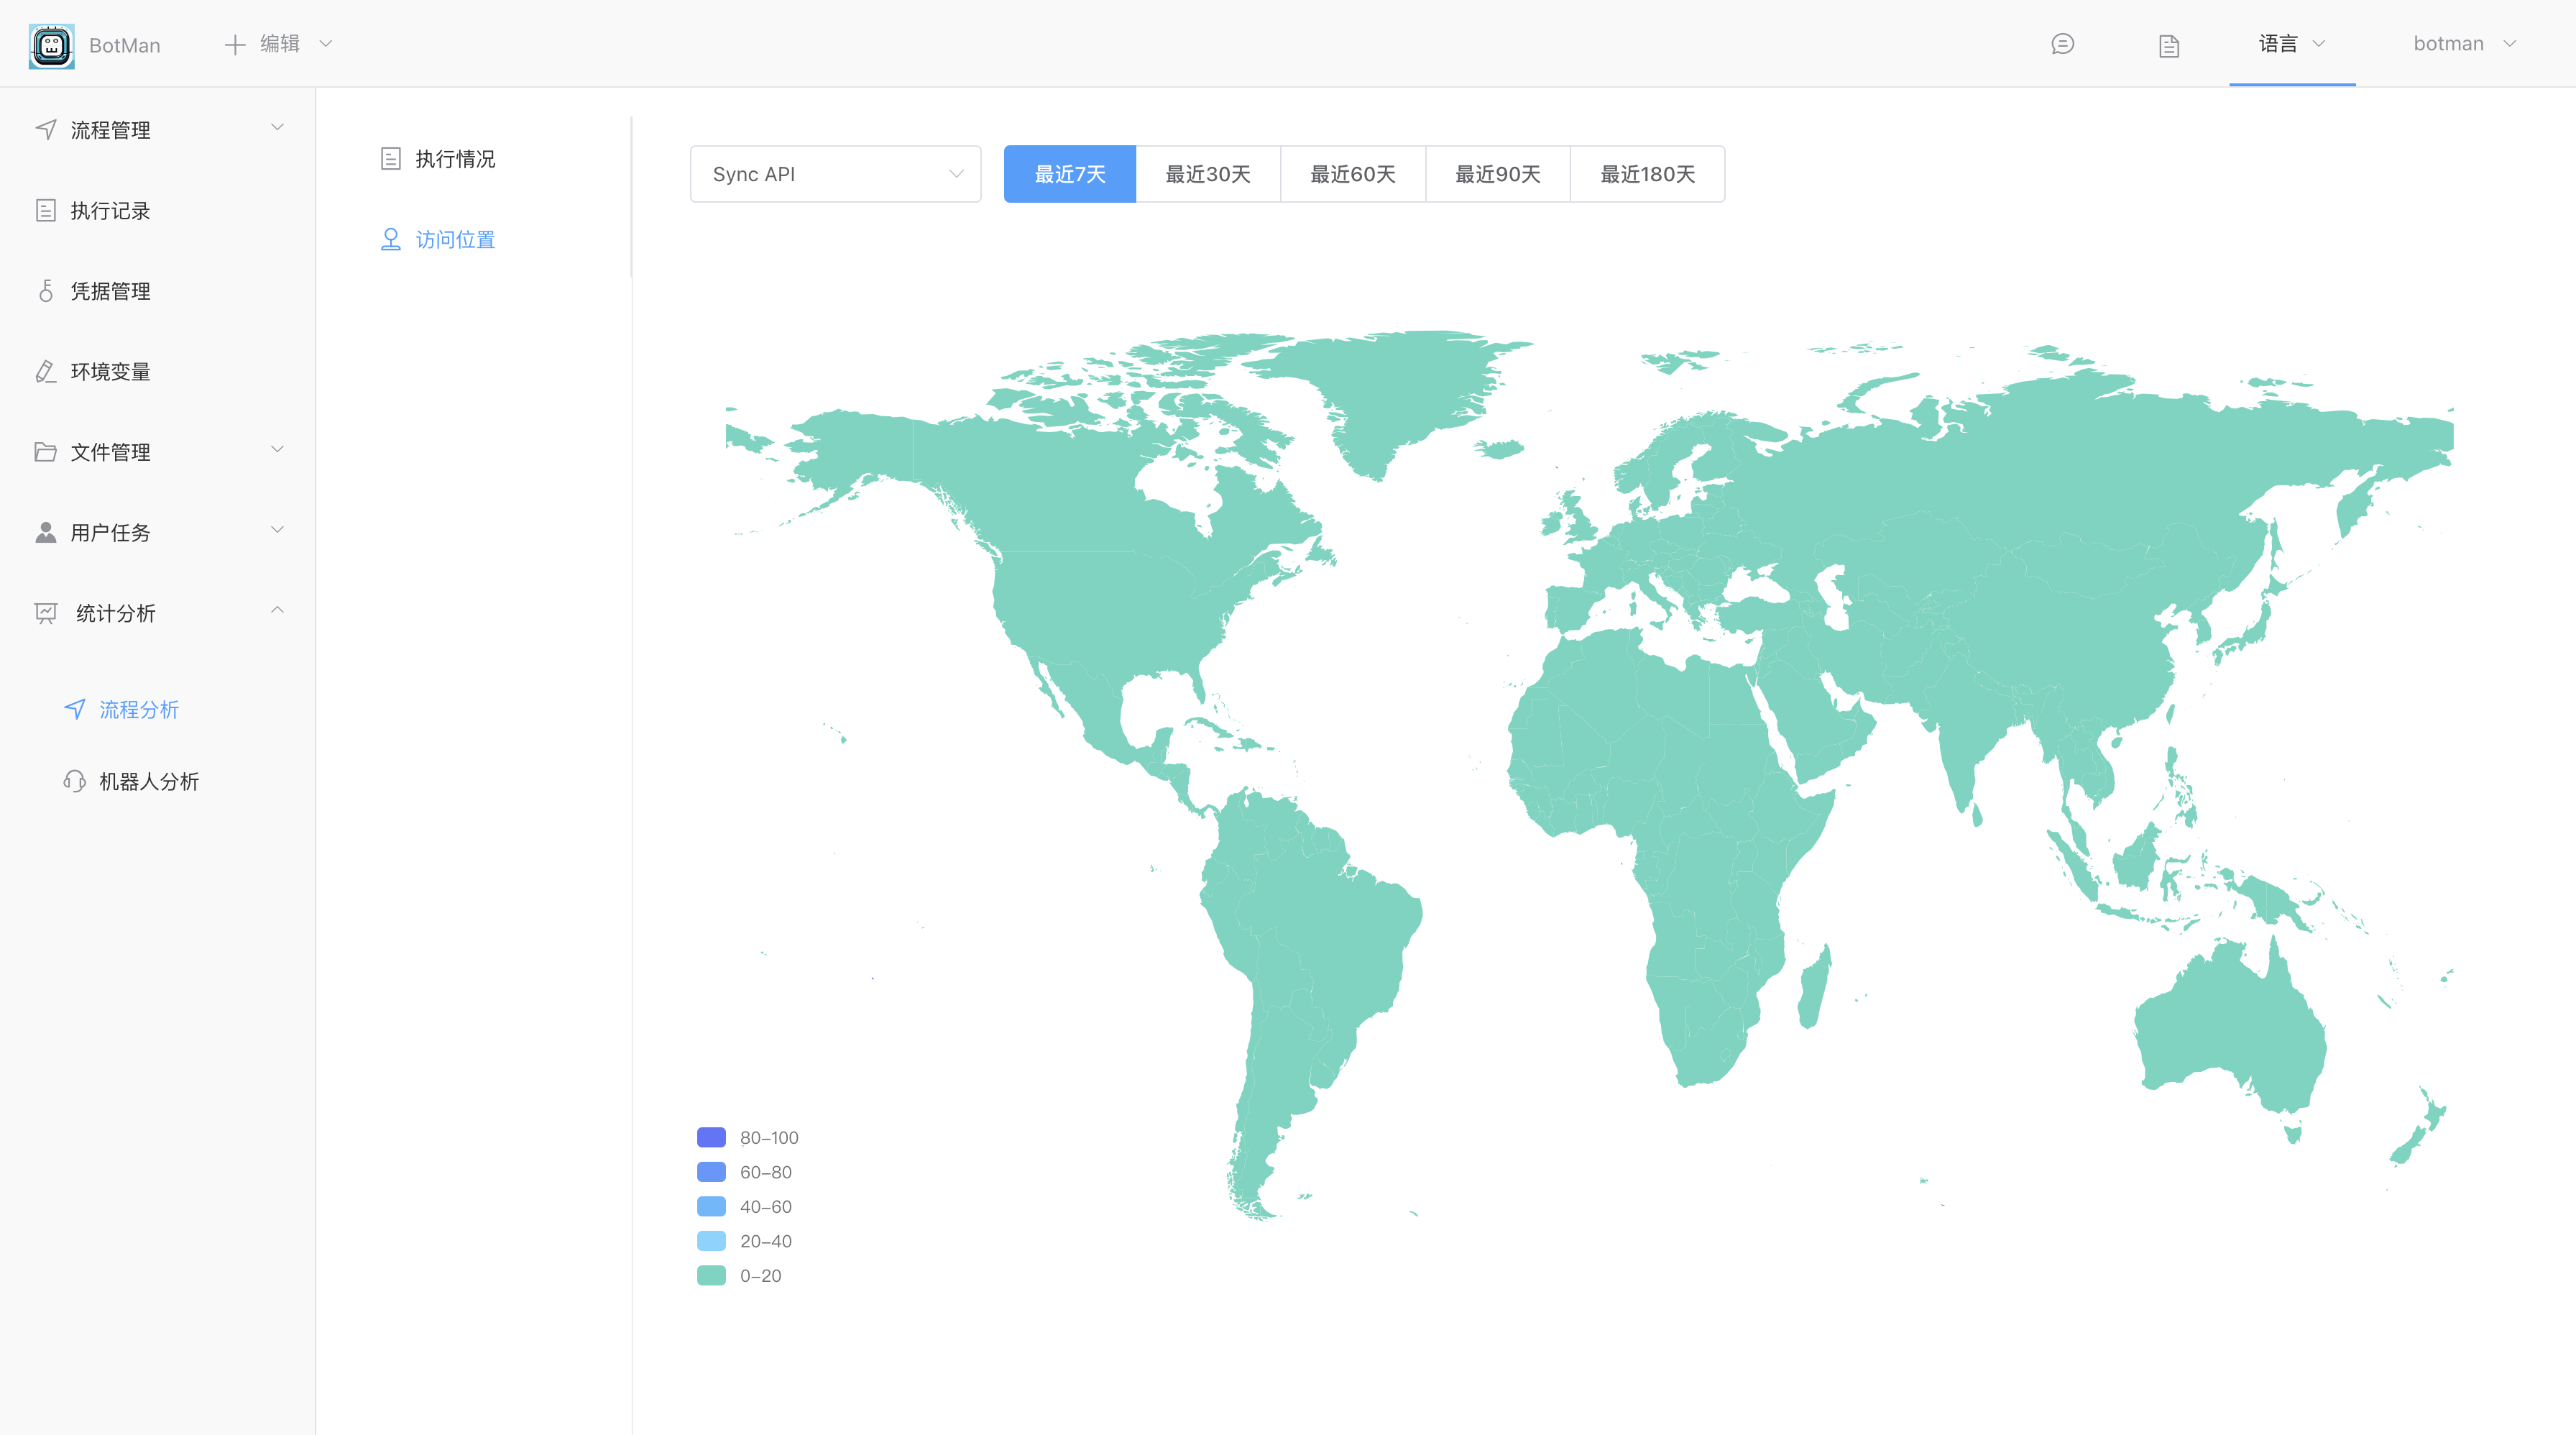 BotMan
编辑
语言
botman
流程管理
执行记录
凭据管理
环境变量
文件管理
用户任务
统计分析
流程分析
机器人分析
执行情况
访问位置
Sync API
最近7天 最近30天 最近60天 最近90天 最近180天
80–100
60–80
40–60
20–40
0–20